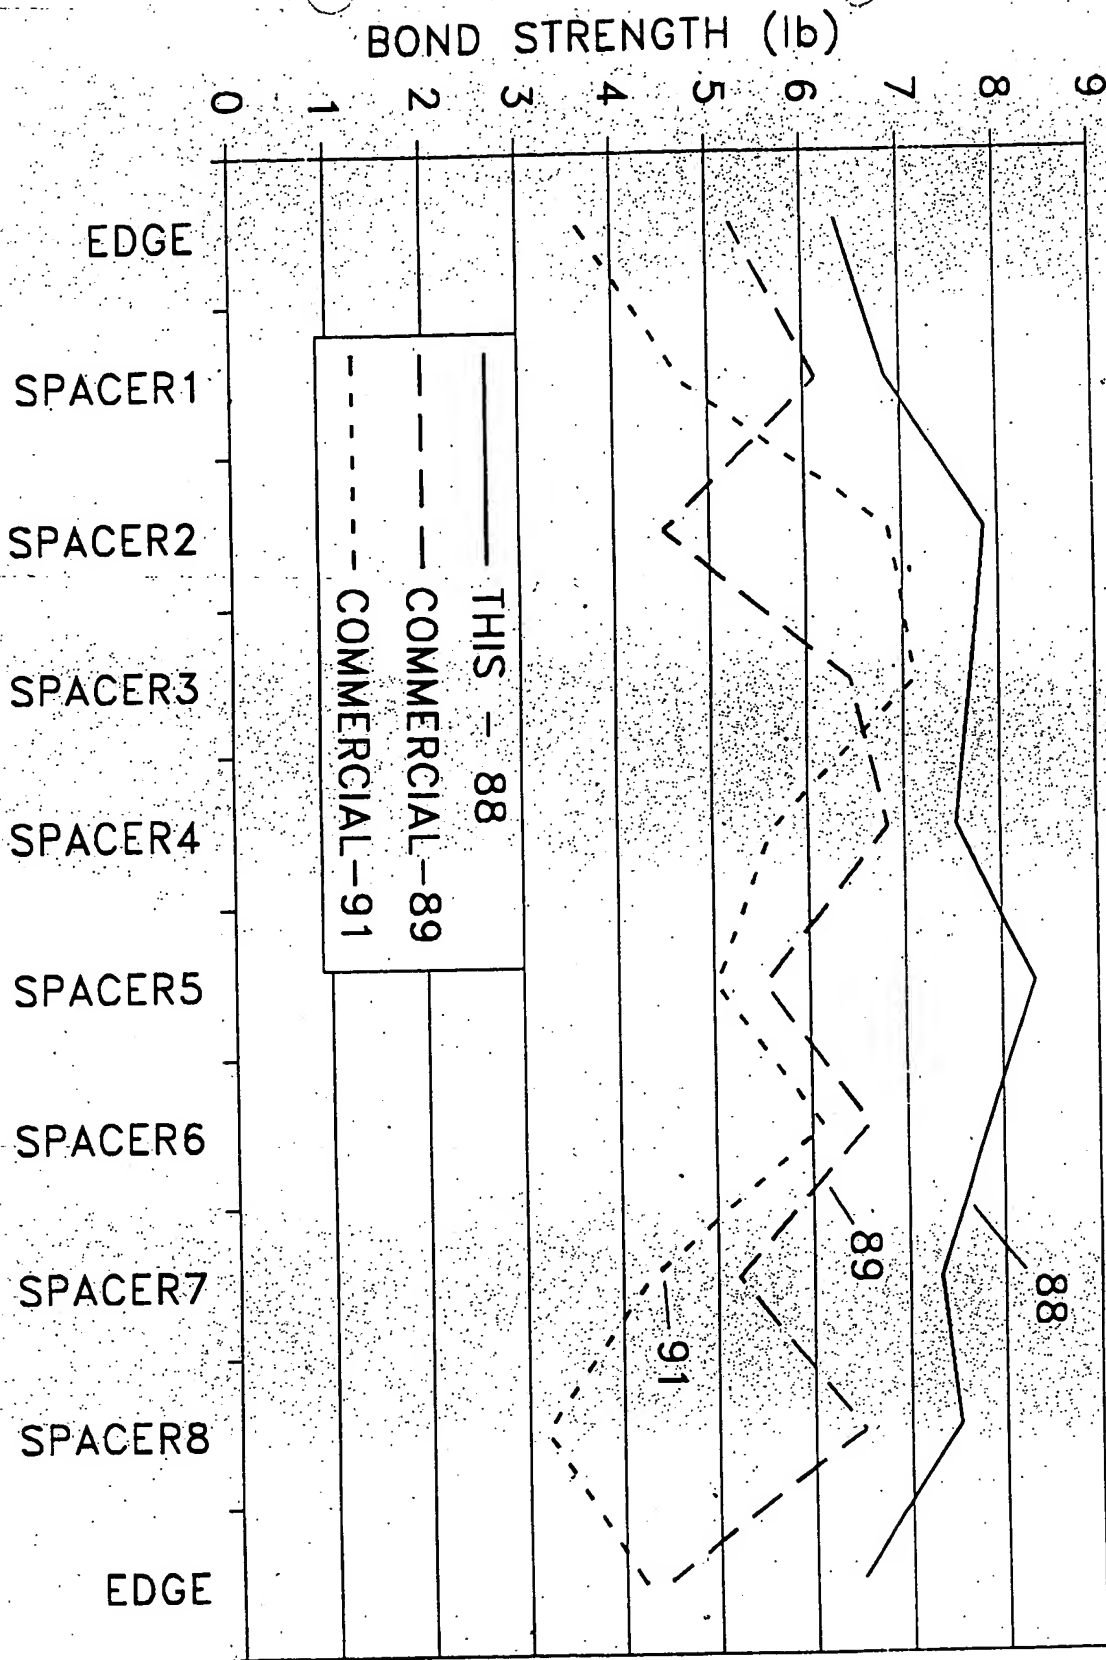 BOND STRENGTH (lb)
0
1
2
3
4
5
6
7
8
9
EDGE
SPACER1
SPACER2
SPACER3
SPACER4
SPACER5
SPACER6
SPACER7
SPACER8
EDGE
THIS - 88
COMMERCIAL-89
COMMERCIAL-91
88
89
91